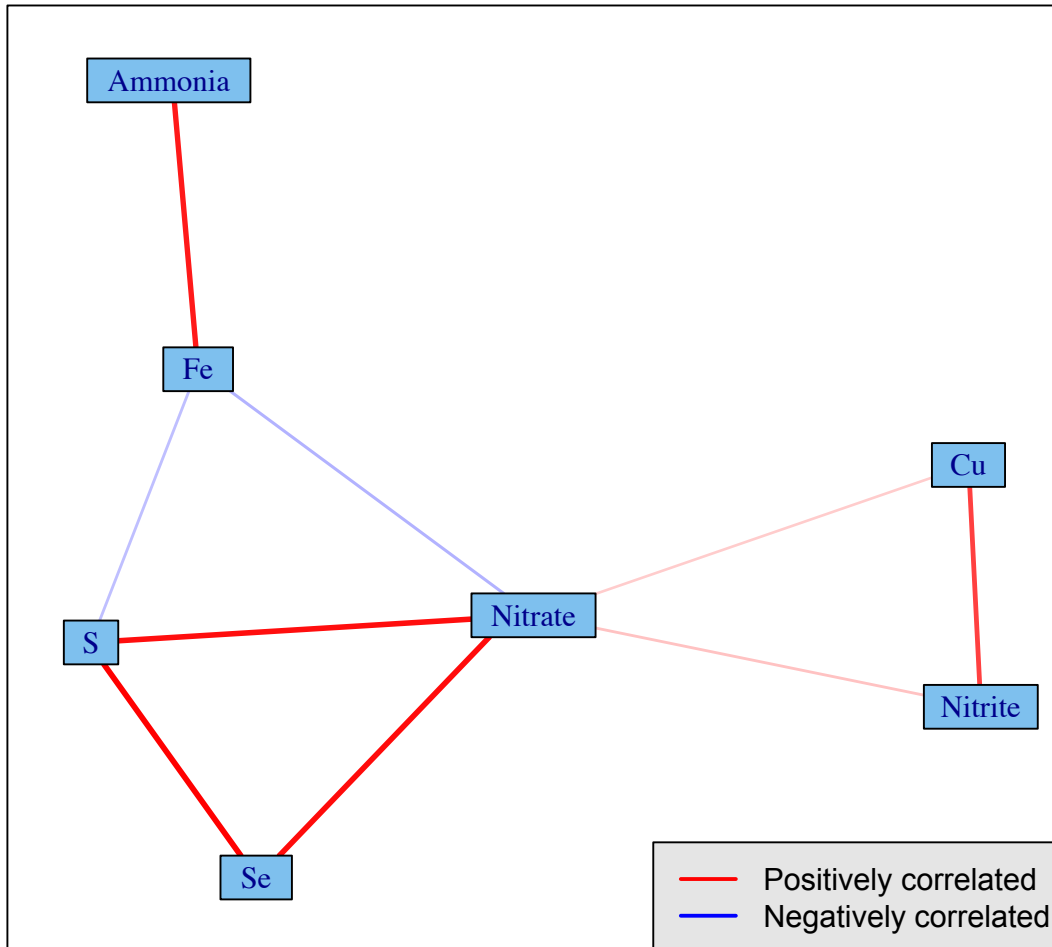 Ammonia
Fe
Cu
Nitrate
S
Nitrite
Se
Positively correlated
Negatively correlated